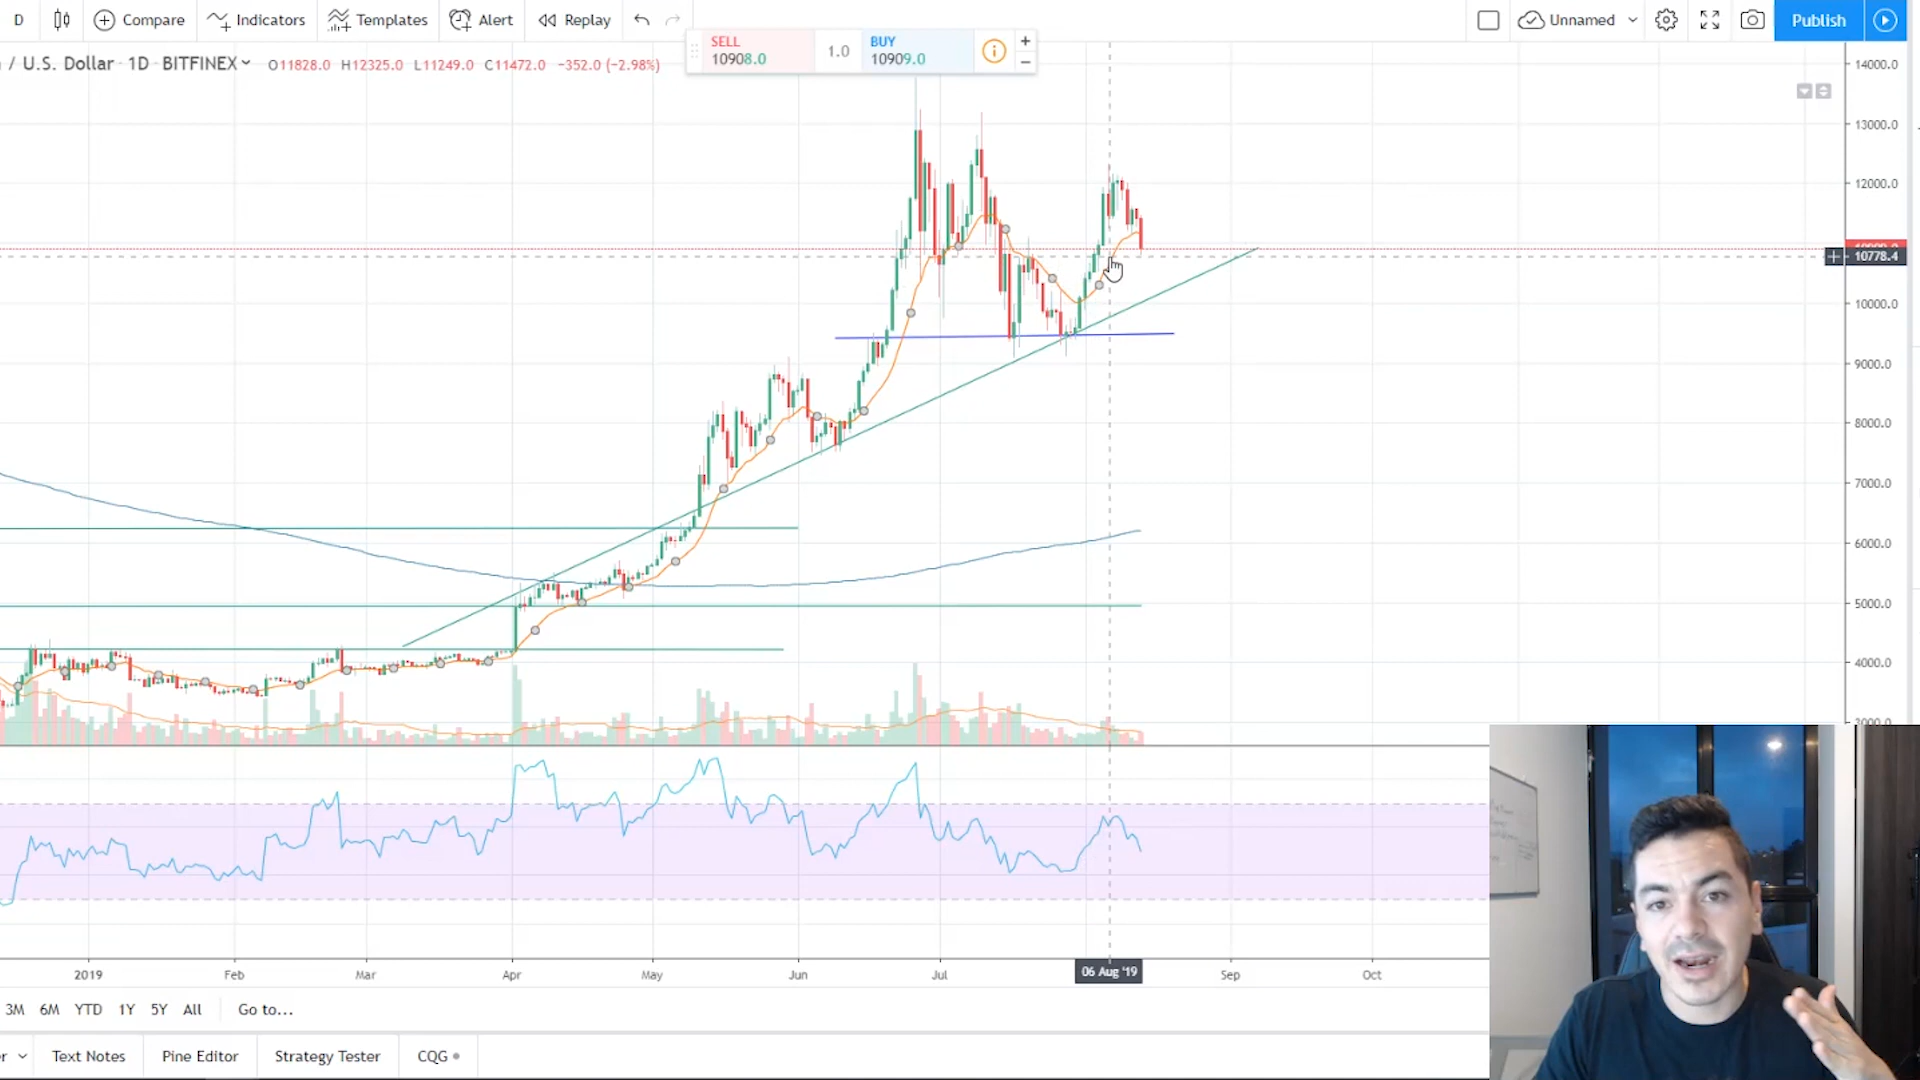 D Compare Indicators Templates Alert Replay Unnamed Publish
/ U.S. Dollar · 1D · BITFINEX O11828.0 H12325.0 L11249.0 C11472.0 −352.0 (−2.98%)
SELL 10908.0 1.0 BUY 10909.0 + −
14000.0
13000.0
12000.0
10778.4
10000.0
9000.0
8000.0
7000.0
6000.0
5000.0
4000.0
2019 Feb Mar Apr May Jun Jul 06 Aug '19 Sep Oct
3M 6M YTD 1Y 5Y All Go to...
r Text Notes Pine Editor Strategy Tester CQG